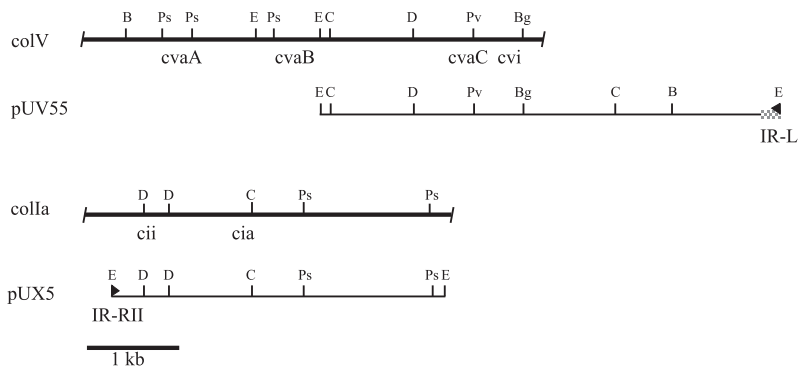 B Ps Ps E Ps E C D Pv Bg
colV
cvaA cvaB cvaC cvi
E C D Pv Bg C B E
pUV55
IR-L
D D C Ps Ps
colIa
cii cia
E D D C Ps Ps E
pUX5
IR-RII
1 kb